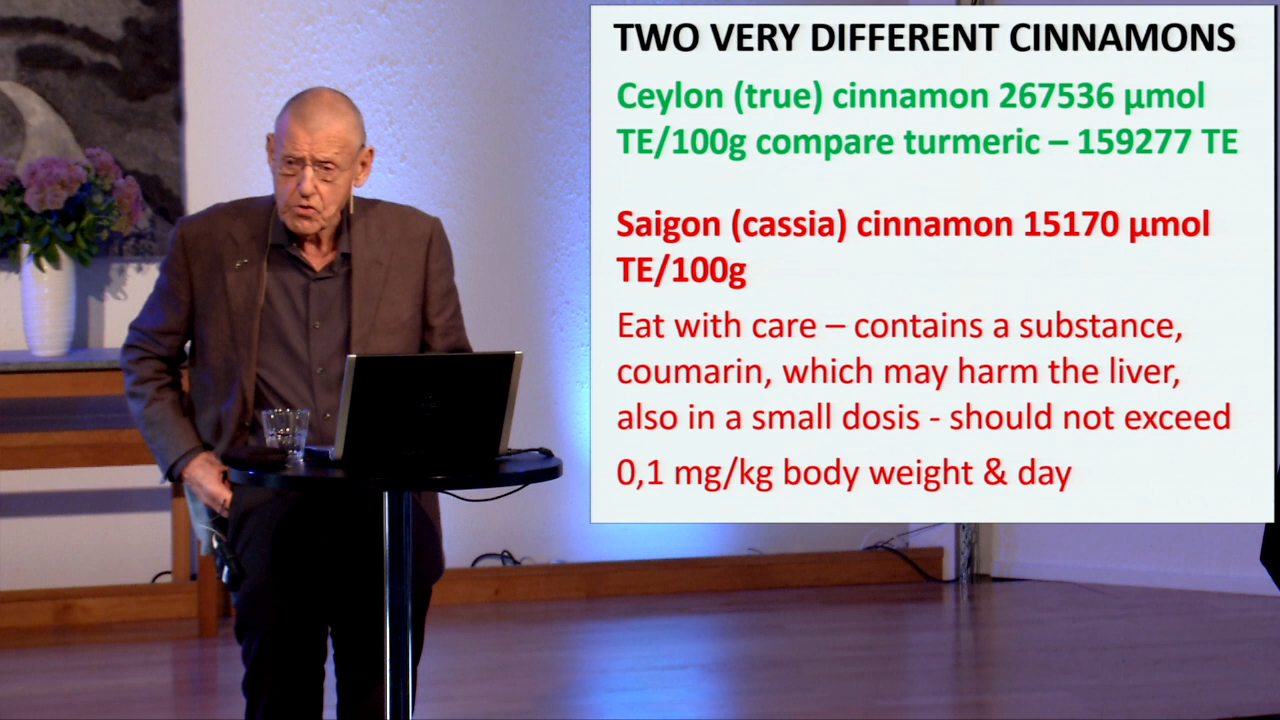 TWO VERY DIFFERENT CINNAMONS
Ceylon (true) cinnamon 267536 μmol
TE/100g compare turmeric – 159277 TE
Saigon (cassia) cinnamon 15170 μmol
TE/100g
Eat with care – contains a substance,
coumarin, which may harm the liver,
also in a small dosis - should not exceed
0,1 mg/kg body weight & day